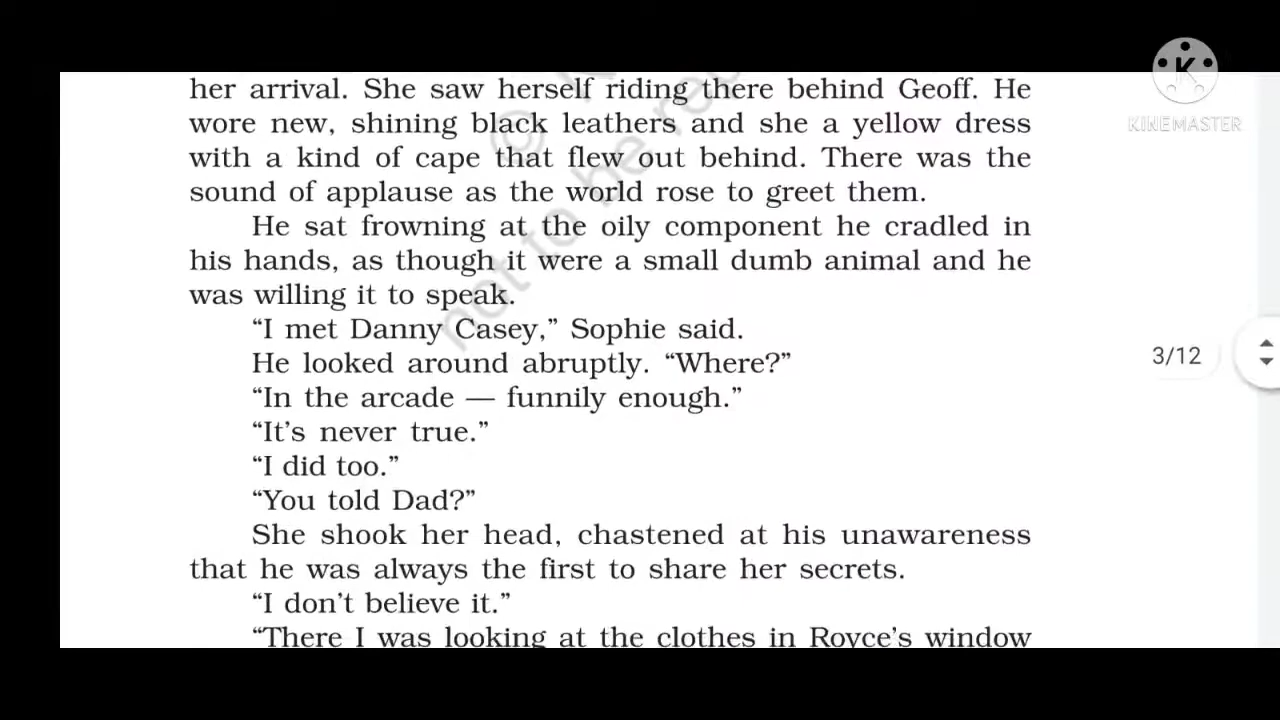 her arrival. She saw herself riding there behind Geoff. He
wore new, shining black leathers and she a yellow dress
with a kind of cape that flew out behind. There was the
sound of applause as the world rose to greet them.
He sat frowning at the oily component he cradled in
his hands, as though it were a small dumb animal and he
was willing it to speak.
“I met Danny Casey,” Sophie said.
He looked around abruptly. “Where?”
“In the arcade — funnily enough.”
“It’s never true.”
“I did too.”
“You told Dad?”
She shook her head, chastened at his unawareness
that he was always the first to share her secrets.
“I don’t believe it.”
“There I was looking at the clothes in Royce’s window
K
KINEMASTER
3/12
©
not to be